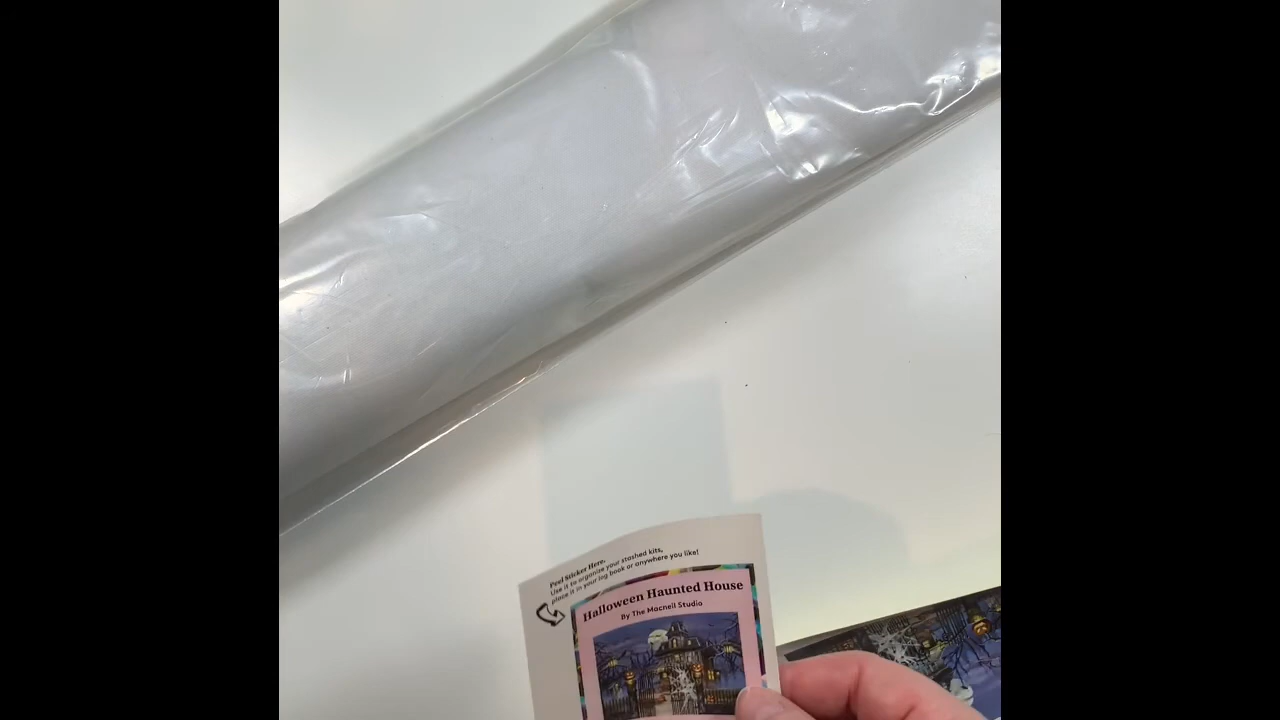 Peel Sticker Here.
Use it to organize your stashed kits,
place it in your log book or anywhere you like!
Halloween Haunted House
By The Macneil Studio